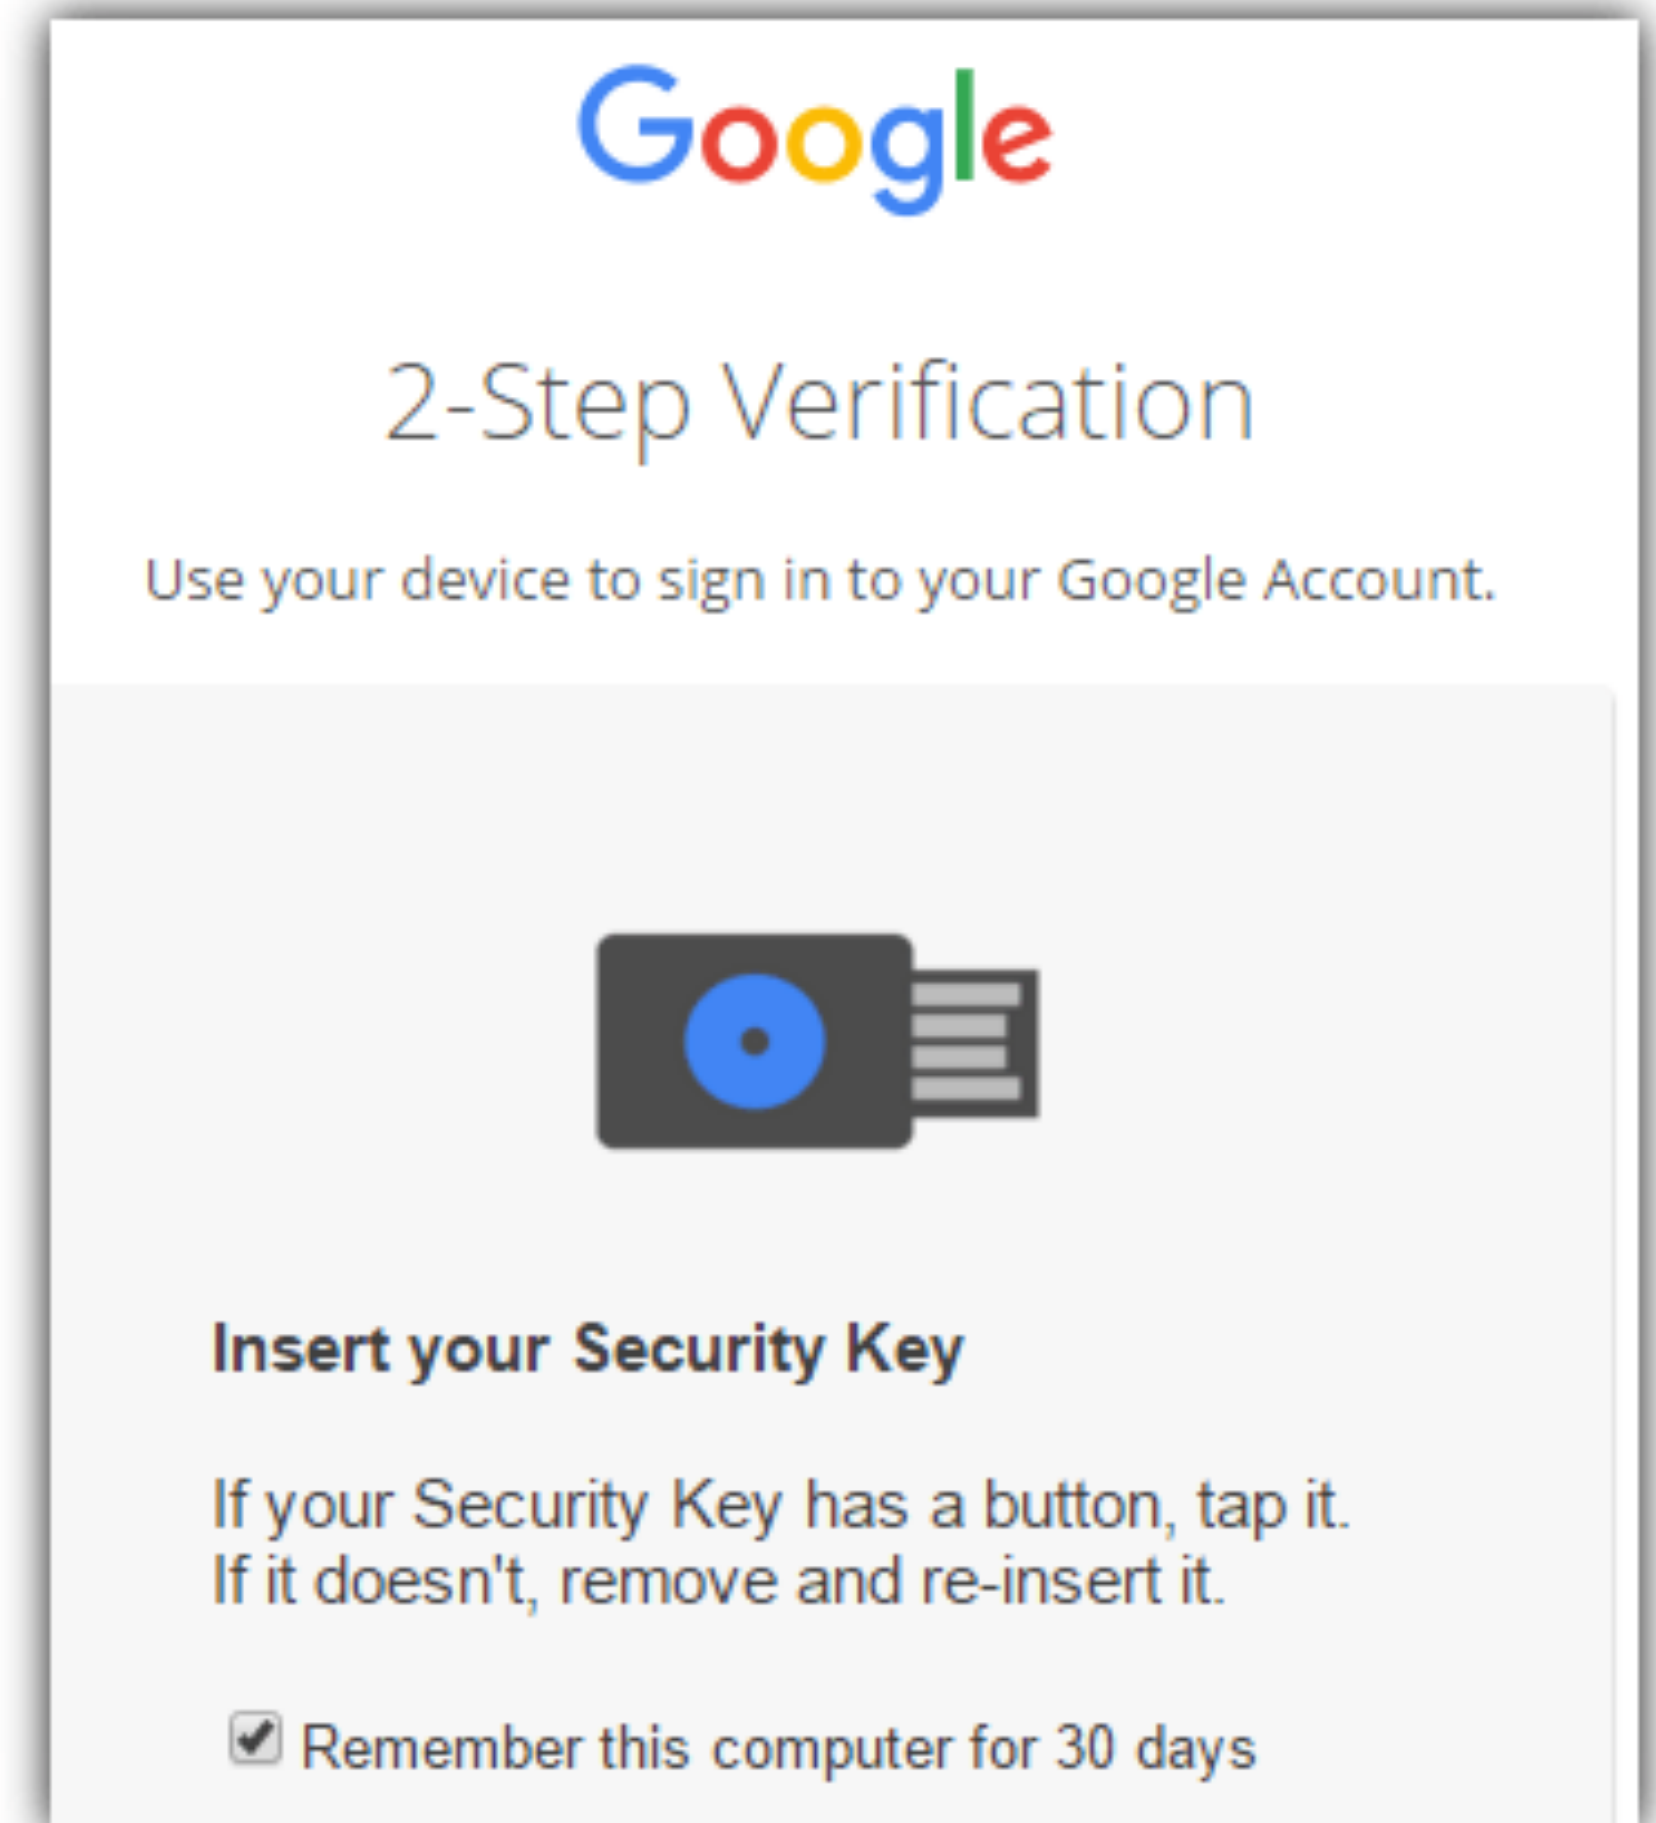 Google
2-Step Verification
Use your device to sign in to your Google Account.
Insert your Security Key
If your Security Key has a button, tap it.
If it doesn't, remove and re-insert it.
Remember this computer for 30 days